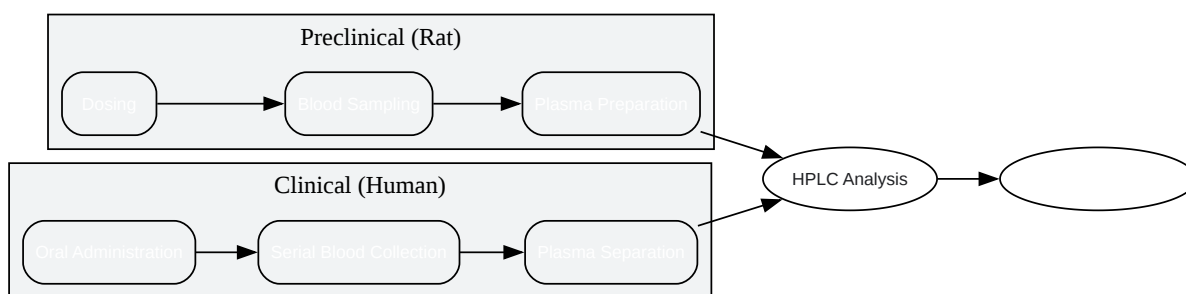 Preclinical (Rat)
Dosing
Blood Sampling
Plasma Preparation
HPLC Analysis
Clinical (Human)
Oral Administration
Serial Blood Collection
Plasma Separation